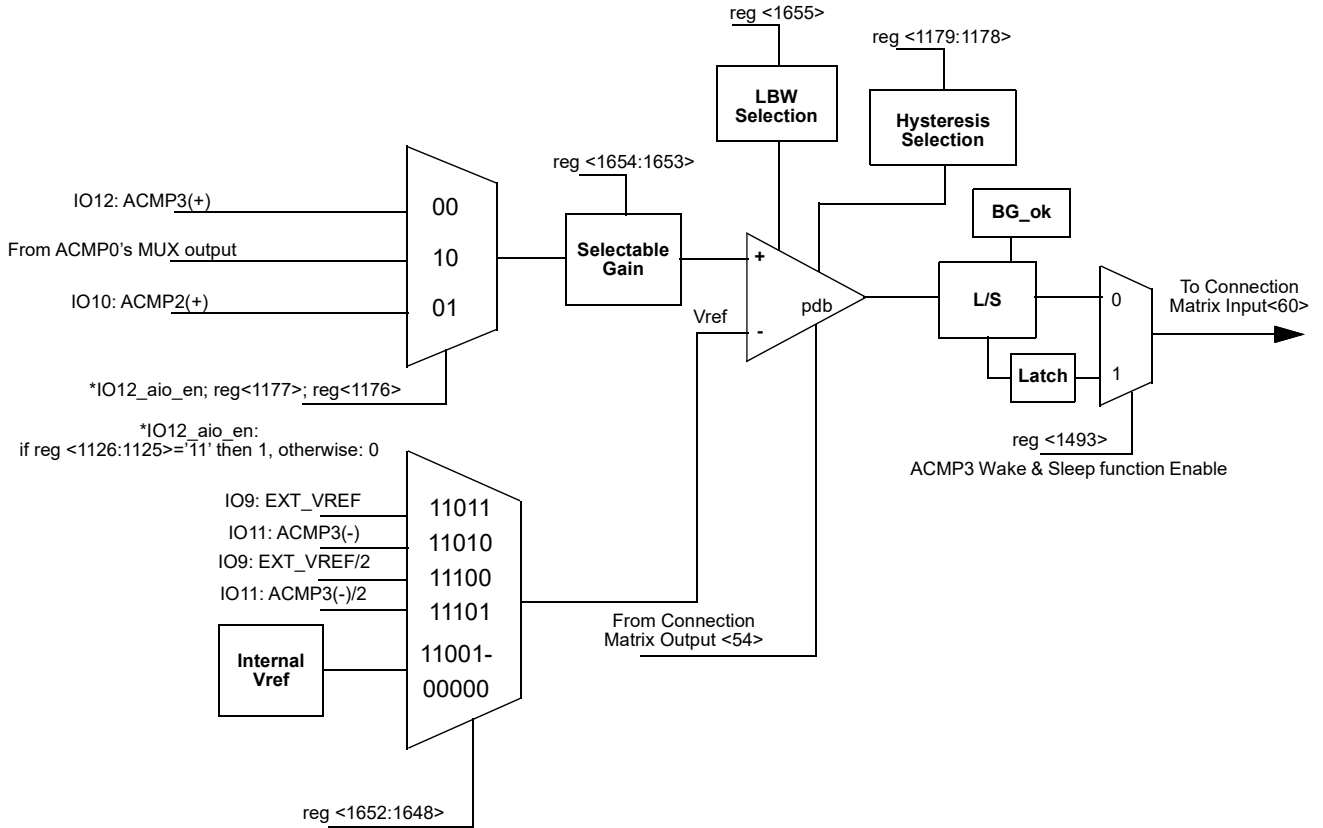 reg <1655>
reg <1179:1178>
LBW
Selection
Hysteresis
Selection
reg <1654:1653>
IO12: ACMP3(+)
00
From ACMP0’s MUX output
10
IO10: ACMP2(+)
01
Selectable
Gain
BG_ok
+
L/S
pdb
Vref
-
0
To Connection
Matrix Input<60>
Latch
1
*IO12_aio_en; reg<1177>; reg<1176>
*IO12_aio_en:
if reg <1126:1125>=’11’ then 1, otherwise: 0
reg <1493>
ACMP3 Wake & Sleep function Enable
IO9: EXT_VREF
11011
IO11: ACMP3(-)
11010
IO9: EXT_VREF/2
11100
IO11: ACMP3(-)/2
11101
Internal
Vref
11001-
00000
From Connection
Matrix Output <54>
reg <1652:1648>